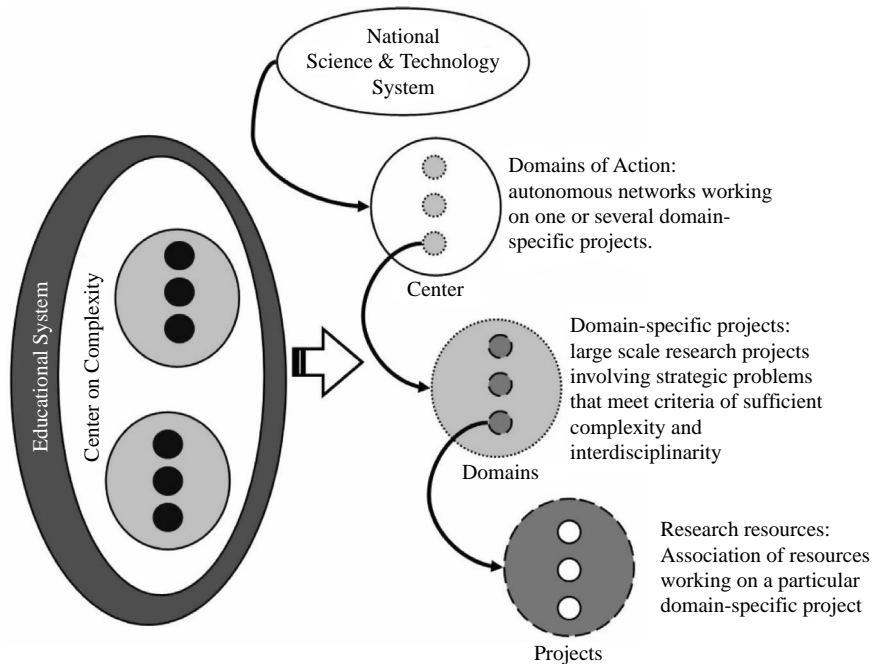 National
Science & Technology
System
Educational System
Center on Complexity
Domains of Action:
autonomous networks working
on one or several domain-
specific projects.
Center
Domain-specific projects:
large scale research projects
involving strategic problems
that meet criteria of sufficient
complexity and
interdisciplinarity
Domains
Research resources:
Association of resources
working on a particular
domain-specific project
Projects